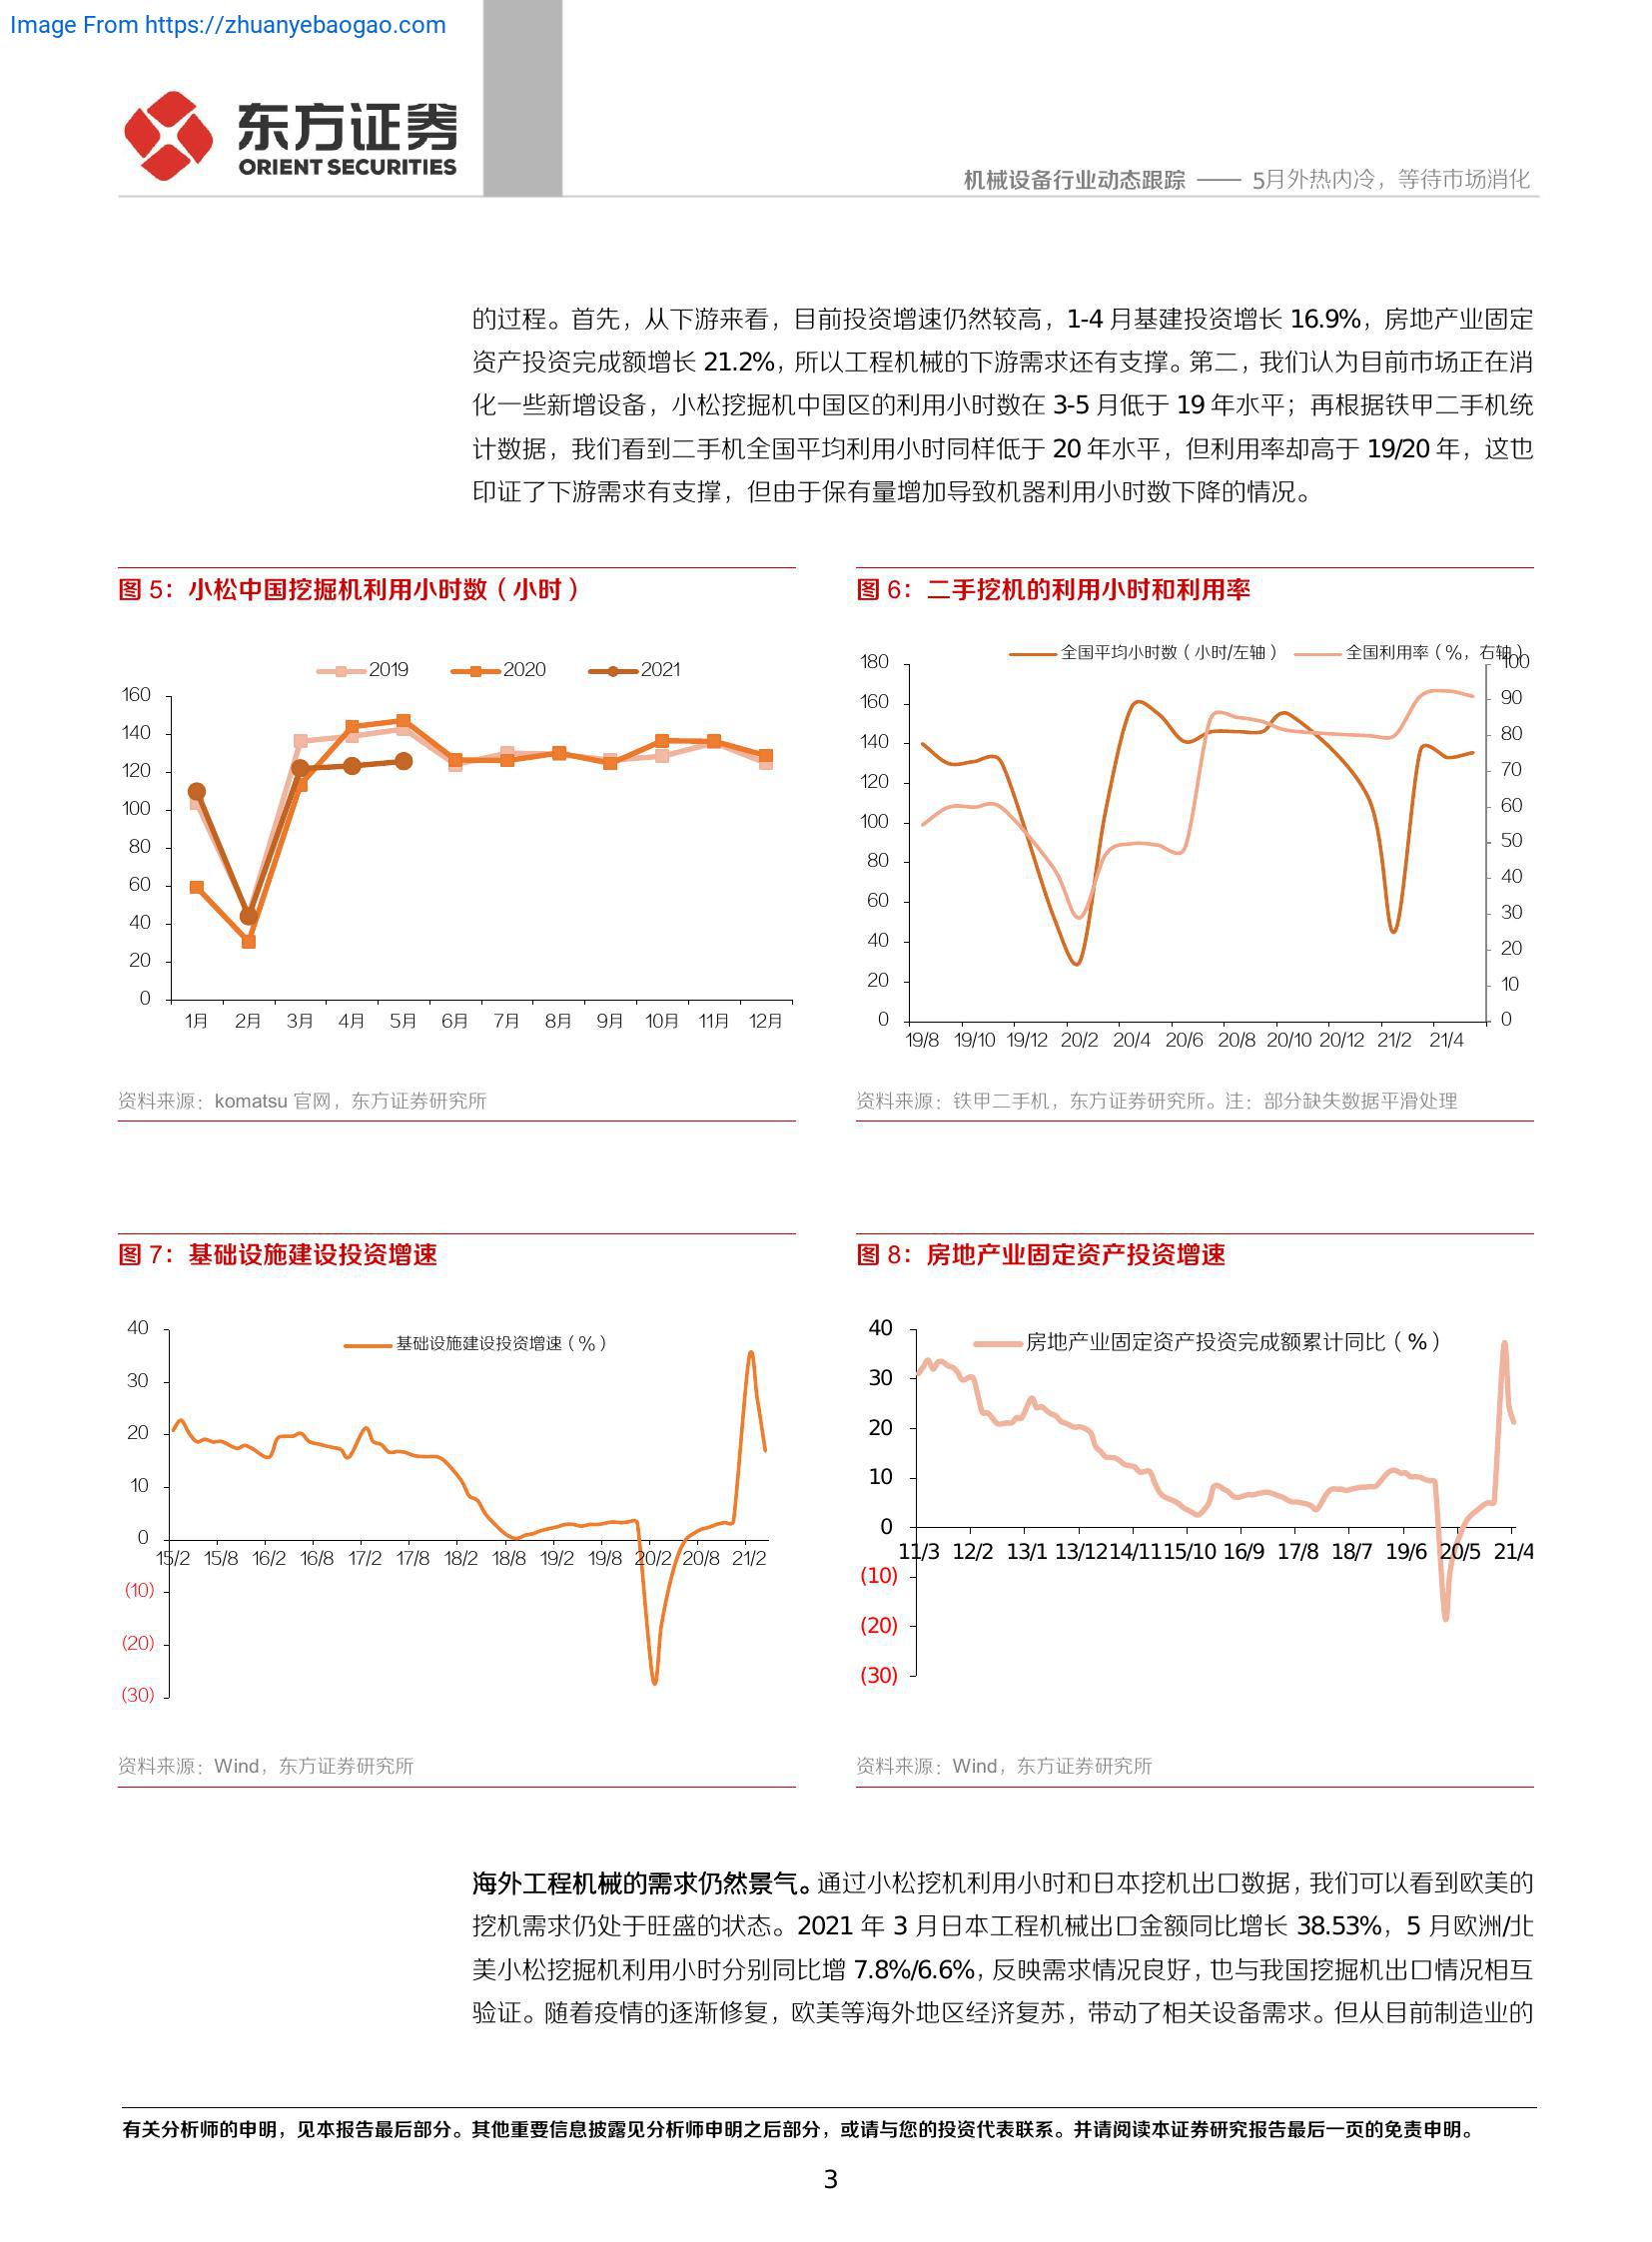 Image From https://zhuanyebaogao.com
东方证券
ORIENT SECURITIES
机械设备行业动态跟踪 —— 5月外热内冷，等待市场消化
的过程。首先，从下游来看，目前投资增速仍然较高，1-4 月基建投资增长 16.9%，房地产业固定
资产投资完成额增长 21.2%，所以工程机械的下游需求还有支撑。第二，我们认为目前市场正在消
化一些新增设备，小松挖掘机中国区的利用小时数在 3-5 月低于 19 年水平；再根据铁甲二手机统
计数据，我们看到二手机全国平均利用小时同样低于 20 年水平，但利用率却高于 19/20 年，这也
印证了下游需求有支撑，但由于保有量增加导致机器利用小时数下降的情况。
图 5：小松中国挖掘机利用小时数（小时）
2019 2020 2021
160
140
120
100
80
60
40
20
0
1月 2月 3月 4月 5月 6月 7月 8月 9月 10月 11月 12月
资料来源：komatsu 官网，东方证券研究所
图 6：二手挖机的利用小时和利用率
全国平均小时数（小时/左轴） 全国利用率（%，右轴）
180
160
140
120
100
80
60
40
20
0
100
90
80
70
60
50
40
30
20
10
0
19/8 19/10 19/12 20/2 20/4 20/6 20/8 20/10 20/12 21/2 21/4
资料来源：铁甲二手机，东方证券研究所。注：部分缺失数据平滑处理
图 7：基础设施建设投资增速
基础设施建设投资增速（%）
40
30
20
10
0
(10)
(20)
(30)
15/2 15/8 16/2 16/8 17/2 17/8 18/2 18/8 19/2 19/8 20/2 20/8 21/2
资料来源：Wind，东方证券研究所
图 8：房地产业固定资产投资增速
房地产业固定资产投资完成额累计同比（%）
40
30
20
10
0
(10)
(20)
(30)
11/3 12/2 13/1 13/12 14/11 15/10 16/9 17/8 18/7 19/6 20/5 21/4
资料来源：Wind，东方证券研究所
海外工程机械的需求仍然景气。通过小松挖机利用小时和日本挖机出口数据，我们可以看到欧美的
挖机需求仍处于旺盛的状态。2021 年 3 月日本工程机械出口金额同比增长 38.53%，5 月欧洲/北
美小松挖掘机利用小时分别同比增 7.8%/6.6%，反映需求情况良好，也与我国挖掘机出口情况相互
验证。随着疫情的逐渐修复，欧美等海外地区经济复苏，带动了相关设备需求。但从目前制造业的
有关分析师的申明，见本报告最后部分。其他重要信息披露见分析师申明之后部分，或请与您的投资代表联系。并请阅读本证券研究报告最后一页的免责申明。
3